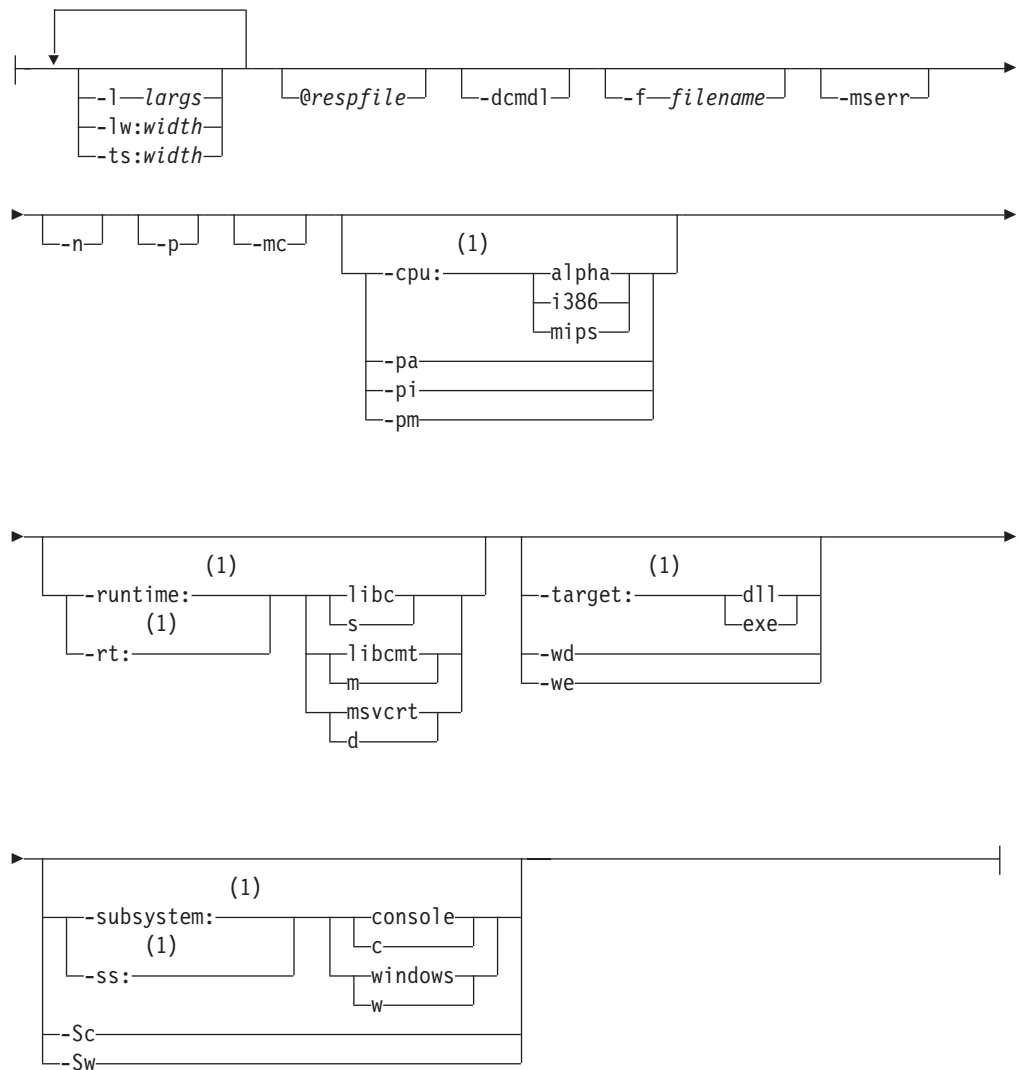 -l largs @respfile -dcmdl -f filename -mserr
-lw:width
-ts:width
-n -p -mc
(1)
-cpu: alpha
i386
mips
-pa
-pi
-pm
(1)
-runtime: libc
s
(1)
-rt:
libcmt
m
msvcrt
d
(1)
-target: dll
exe
-wd
-we
(1)
-subsystem: console
c
(1)
-ss:
windows
w
-Sc
-Sw